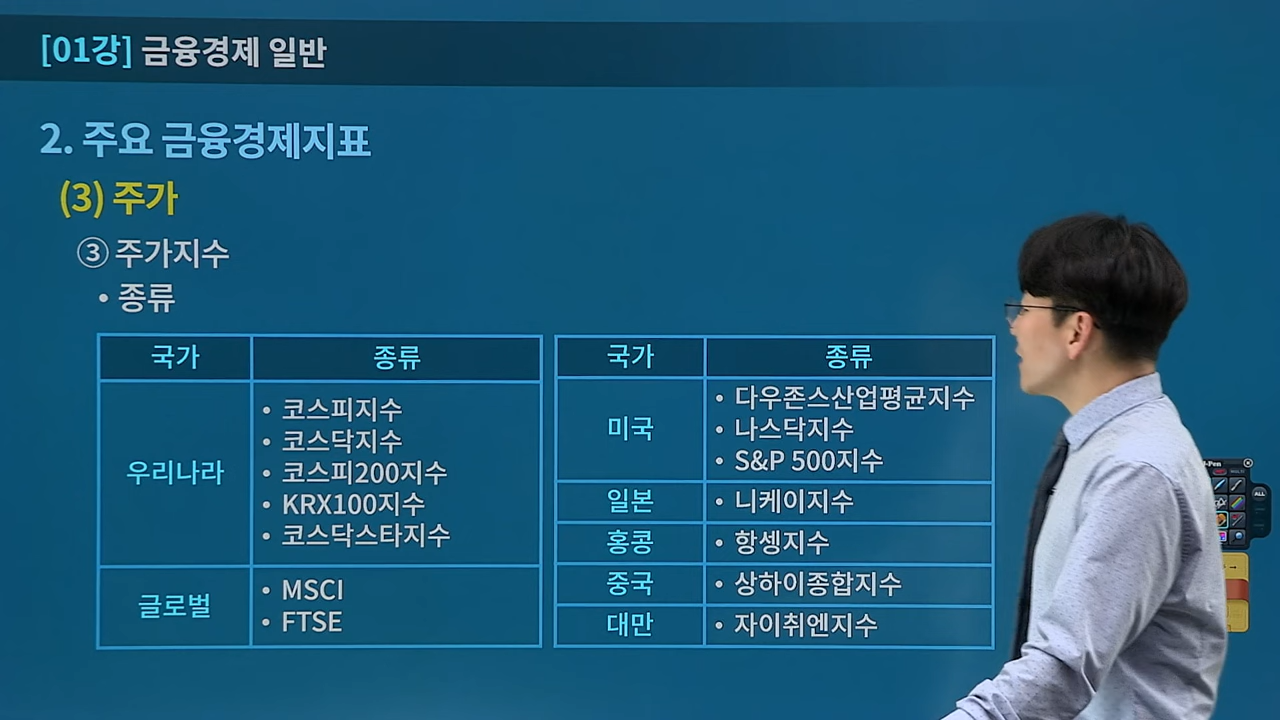 [01강] 금융경제 일반
2. 주요 금융경제지표
(3) 주가
③ 주가지수
• 종류
국가 종류
우리나라
• 코스피지수
• 코스닥지수
• 코스피200지수
• KRX100지수
• 코스닥스타지수
글로벌
• MSCI
• FTSE
국가 종류
미국
• 다우존스산업평균지수
• 나스닥지수
• S&P 500지수
일본 • 니케이지수
홍콩 • 항셍지수
중국 • 상하이종합지수
대만 • 자이취엔지수
ALL